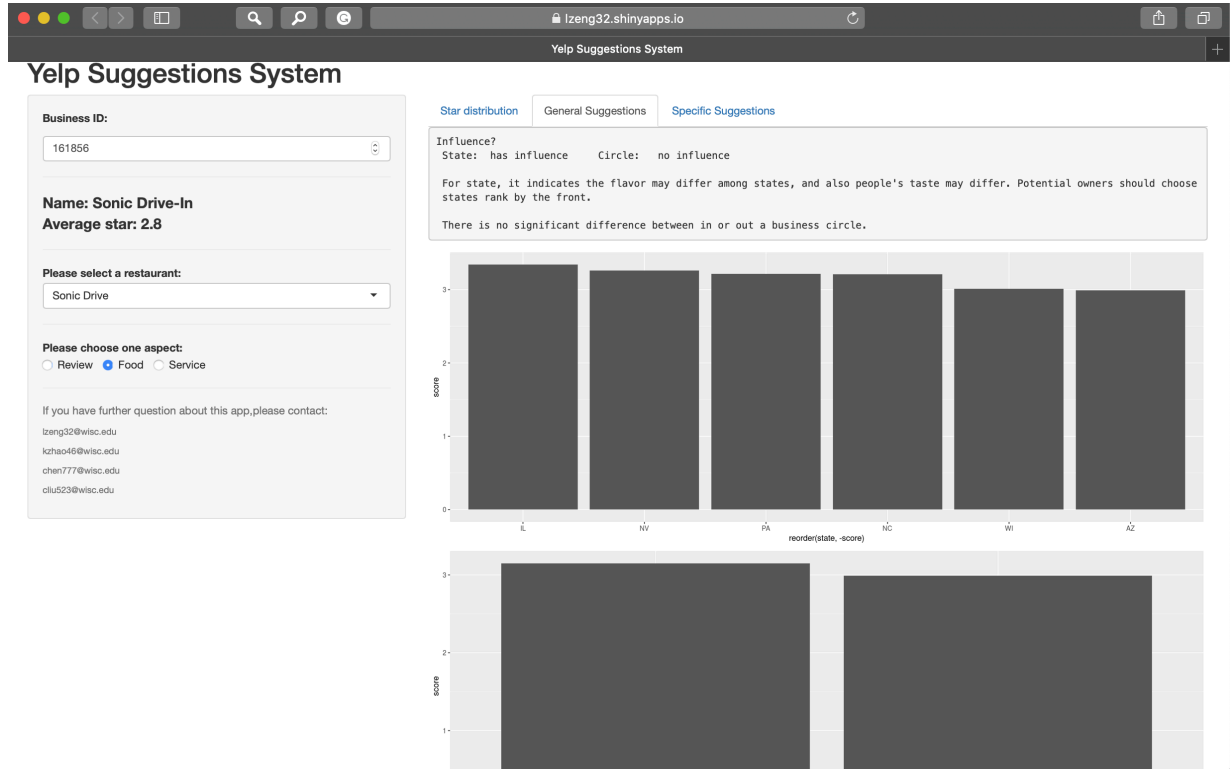 lzeng32.shinyapps.io
Yelp Suggestions System
Yelp Suggestions System
Business ID:
161856
Name: Sonic Drive-In
Average star: 2.8
Please select a restaurant:
Sonic Drive
Please choose one aspect:
Review Food Service
If you have further question about this app,please contact:
lzeng32@wisc.edu
kzhao46@wisc.edu
chen777@wisc.edu
cliu523@wisc.edu
Star distribution General Suggestions Specific Suggestions
Influence?
State: has influence Circle: no influence
For state, it indicates the flavor may differ among states, and also people's taste may differ. Potential owners should choose
states rank by the front.
There is no significant difference between in or out a business circle.
3
2
score
1
0
IL NV PA NC WI AZ
reorder(state, -score)
3
2
score
1